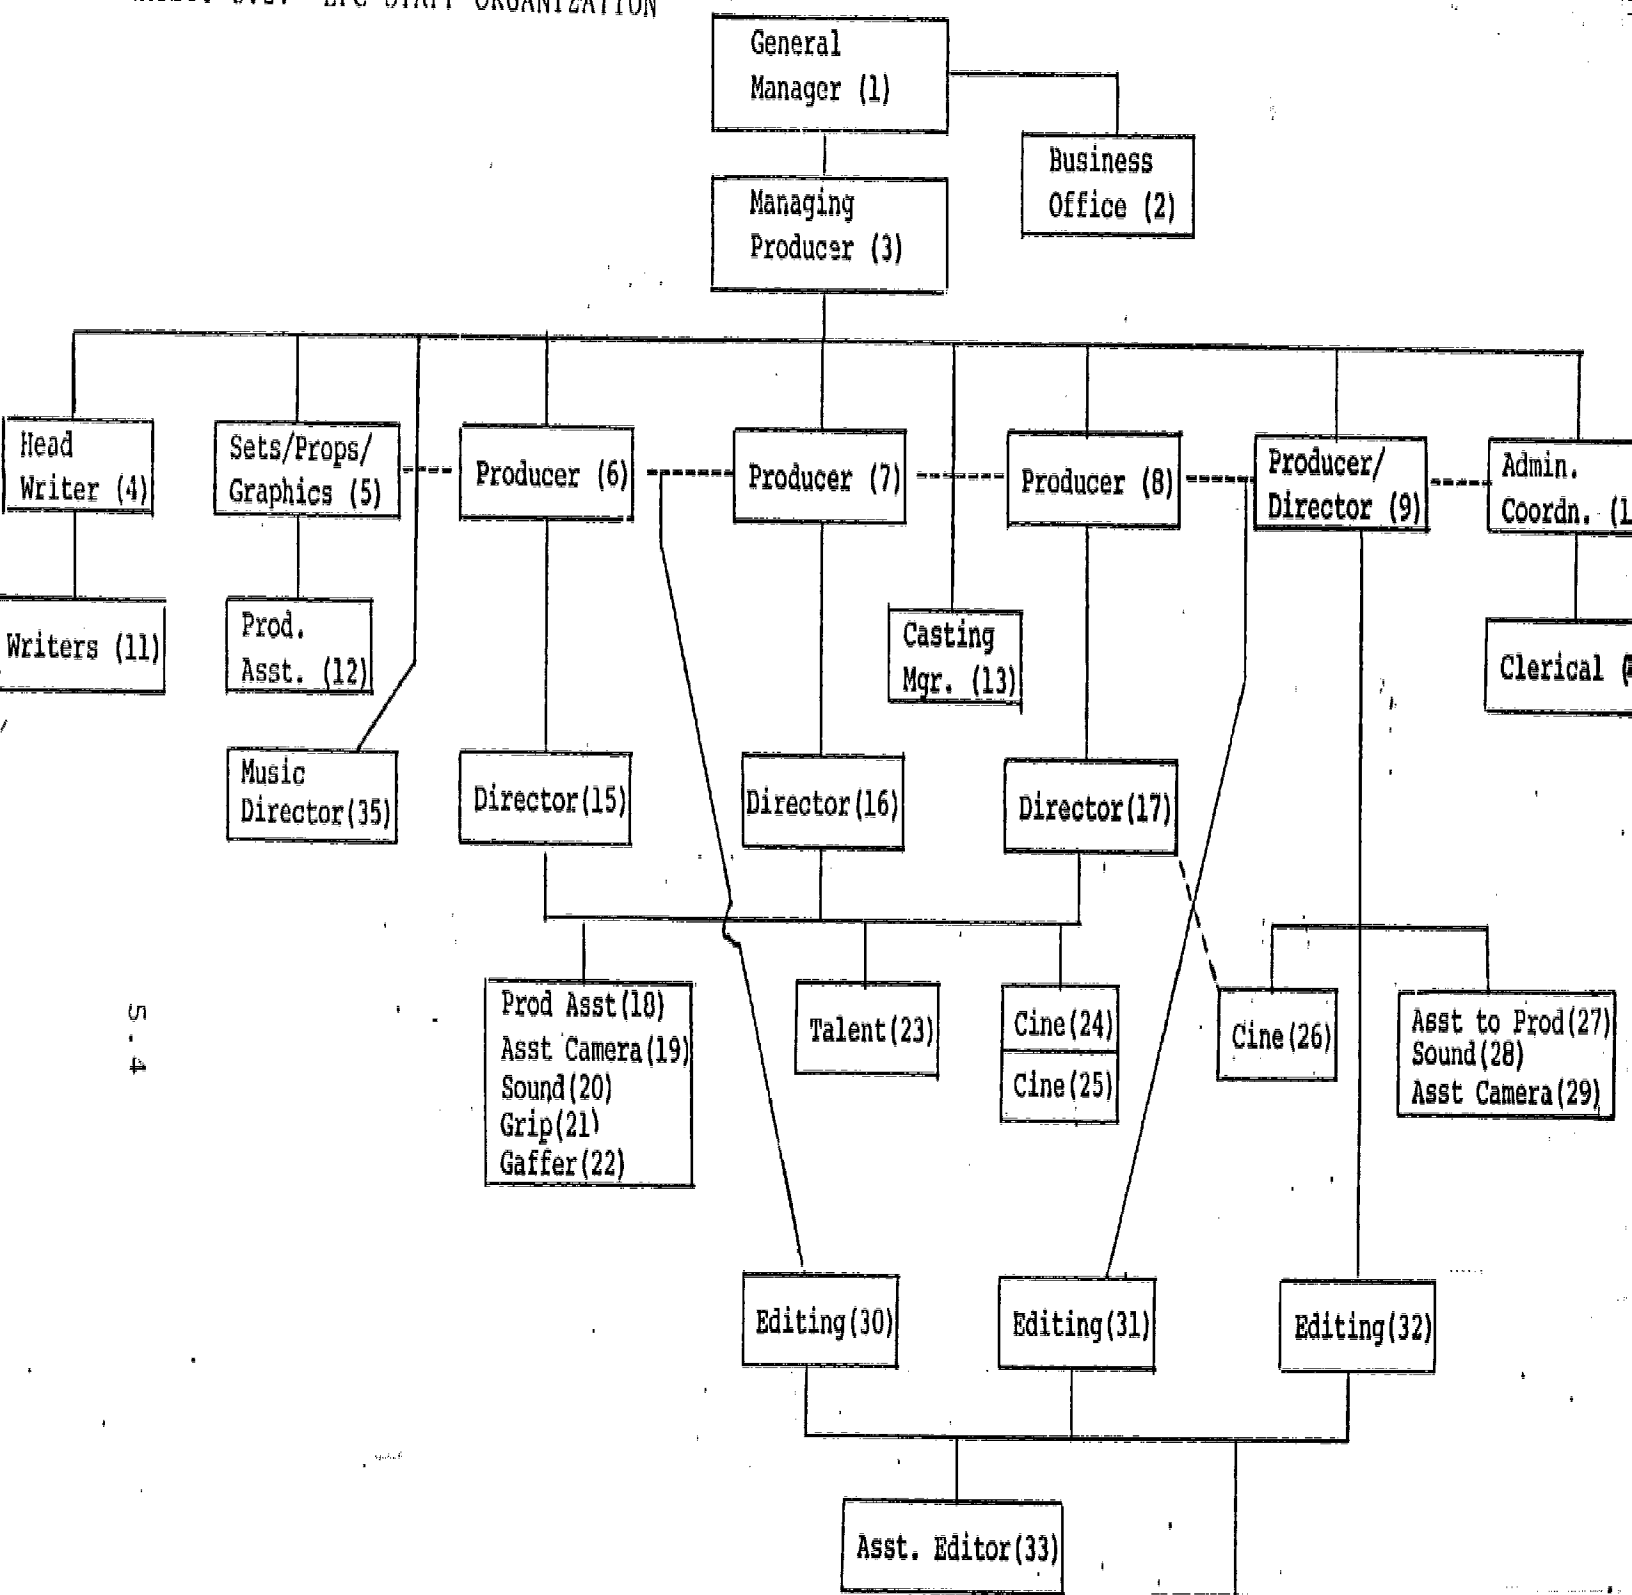 STAFF ORGANIZATION
General
Manager (1)
Business
Office (2)
Managing
Producer (3)
Head
Writer (4)
Sets/Props/
Graphics (5)
Producer (6)
Producer (7)
Producer (8)
Producer/
Director (9)
Admin.
Coordn. (1
Writers (11)
Prod.
Asst. (12)
Casting
Mgr. (13)
Clerical (
Music
Director(35)
Director(15)
Director(16)
Director(17)
Prod Asst(18)
Asst Camera(19)
Sound(20)
Grip(21)
Gaffer(22)
Talent(23)
Cine(24)
Cine(25)
Cine(26)
Asst to Prod(27)
Sound(28)
Asst Camera(29)
5.4
Editing(30)
Editing(31)
Editing(32)
Asst. Editor(33)